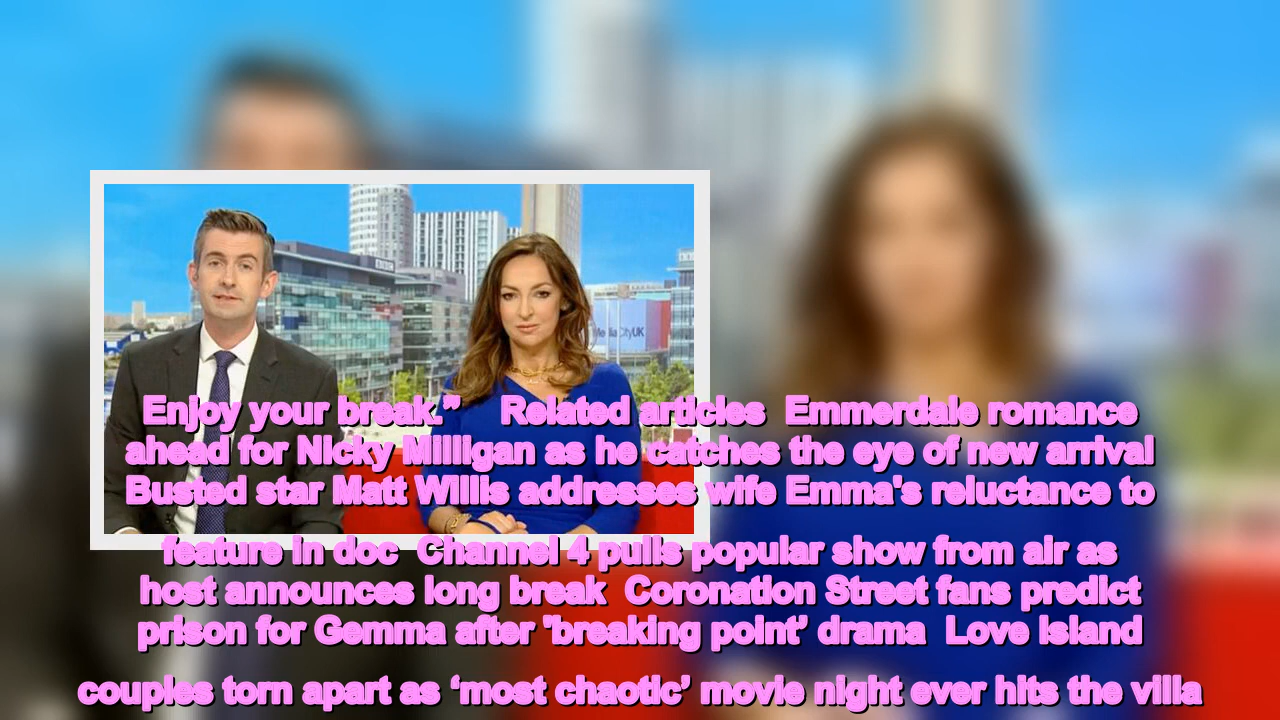 BBC
MediaCityUK
Enjoy your break.” Related articles Emmerdale romance
ahead for Nicky Milligan as he catches the eye of new arrival
Busted star Matt Willis addresses wife Emma's reluctance to
feature in doc Channel 4 pulls popular show from air as
host announces long break Coronation Street fans predict
prison for Gemma after 'breaking point’ drama Love Island
couples torn apart as ‘most chaotic’ movie night ever hits the villa